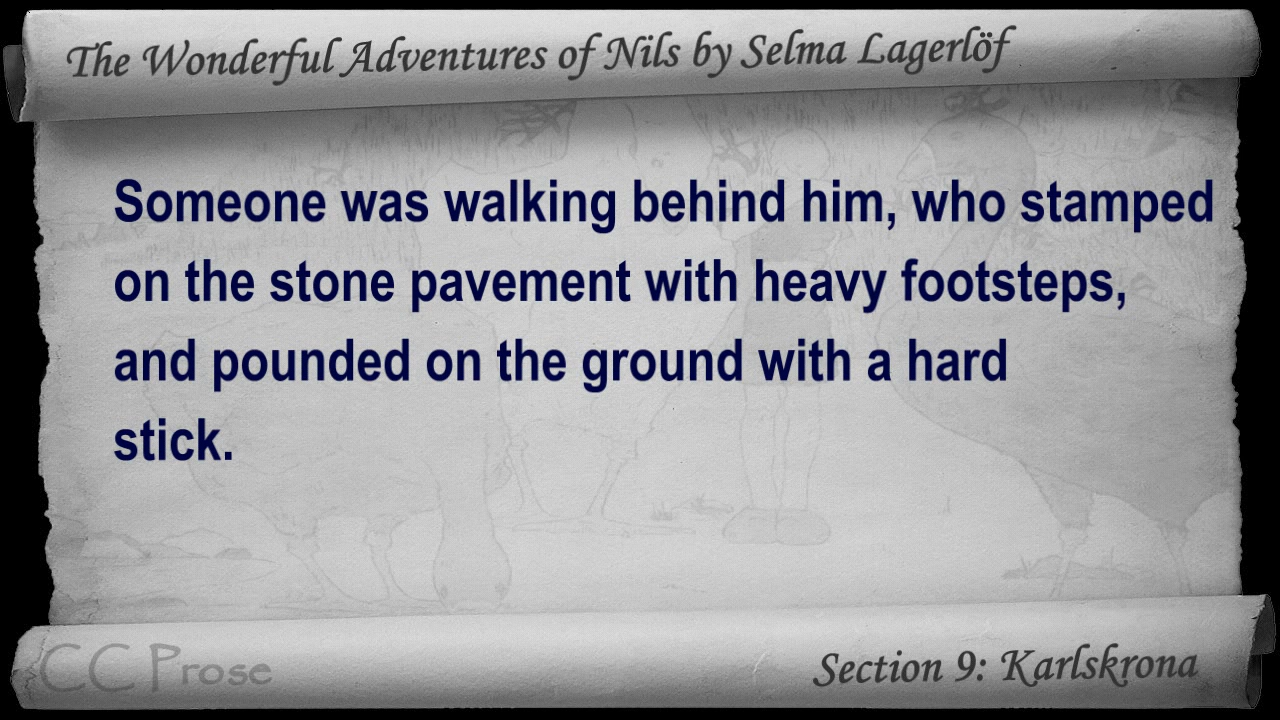 The Wonderful Adventures of Nils by Selma Lagerlöf
Someone was walking behind him, who stamped
on the stone pavement with heavy footsteps,
and pounded on the ground with a hard
stick.
CC Prose
Section 9: Karlskrona